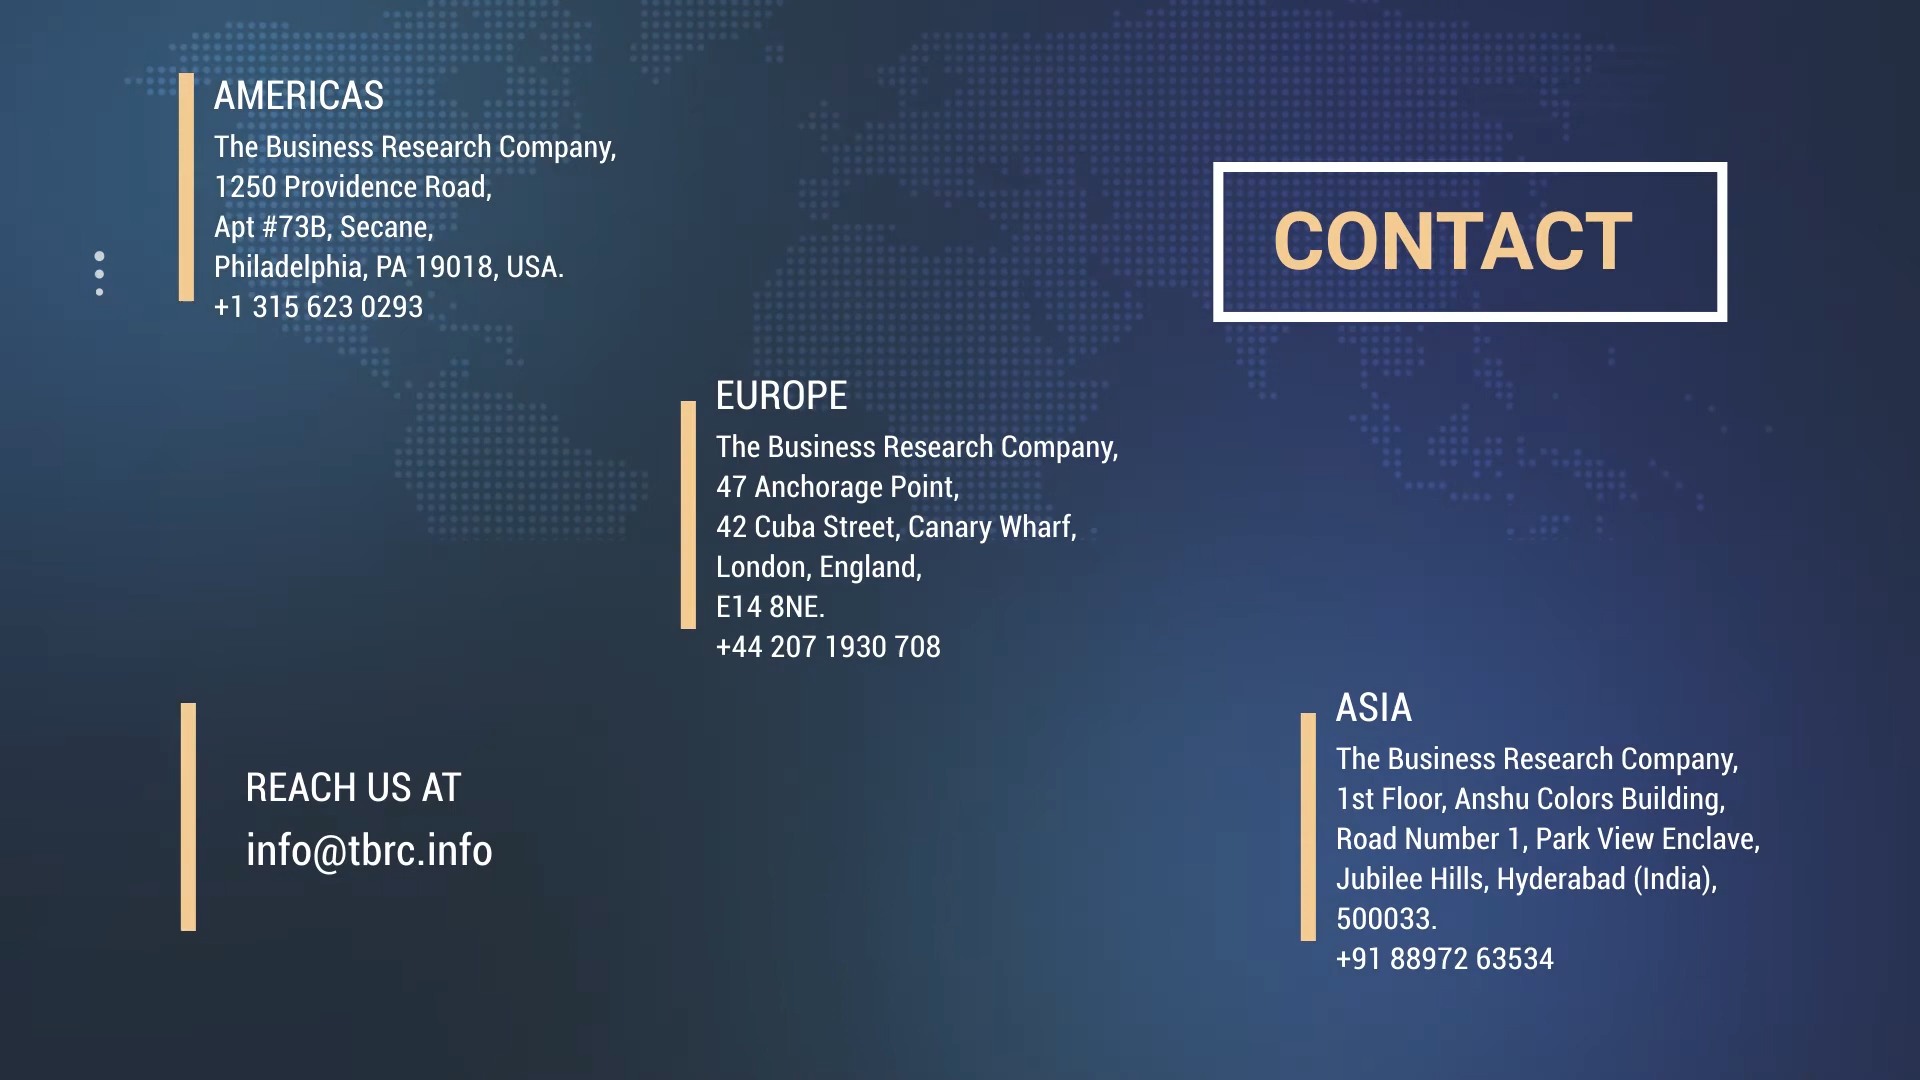 AMERICAS
The Business Research Company,
1250 Providence Road,
Apt #73B, Secane,
Philadelphia, PA 19018, USA.
+1 315 623 0293
CONTACT
EUROPE
The Business Research Company,
47 Anchorage Point,
42 Cuba Street, Canary Wharf,
London, England,
E14 8NE.
+44 207 1930 708
REACH US AT
info@tbrc.info
ASIA
The Business Research Company,
1st Floor, Anshu Colors Building,
Road Number 1, Park View Enclave,
Jubilee Hills, Hyderabad (India),
500033.
+91 88972 63534